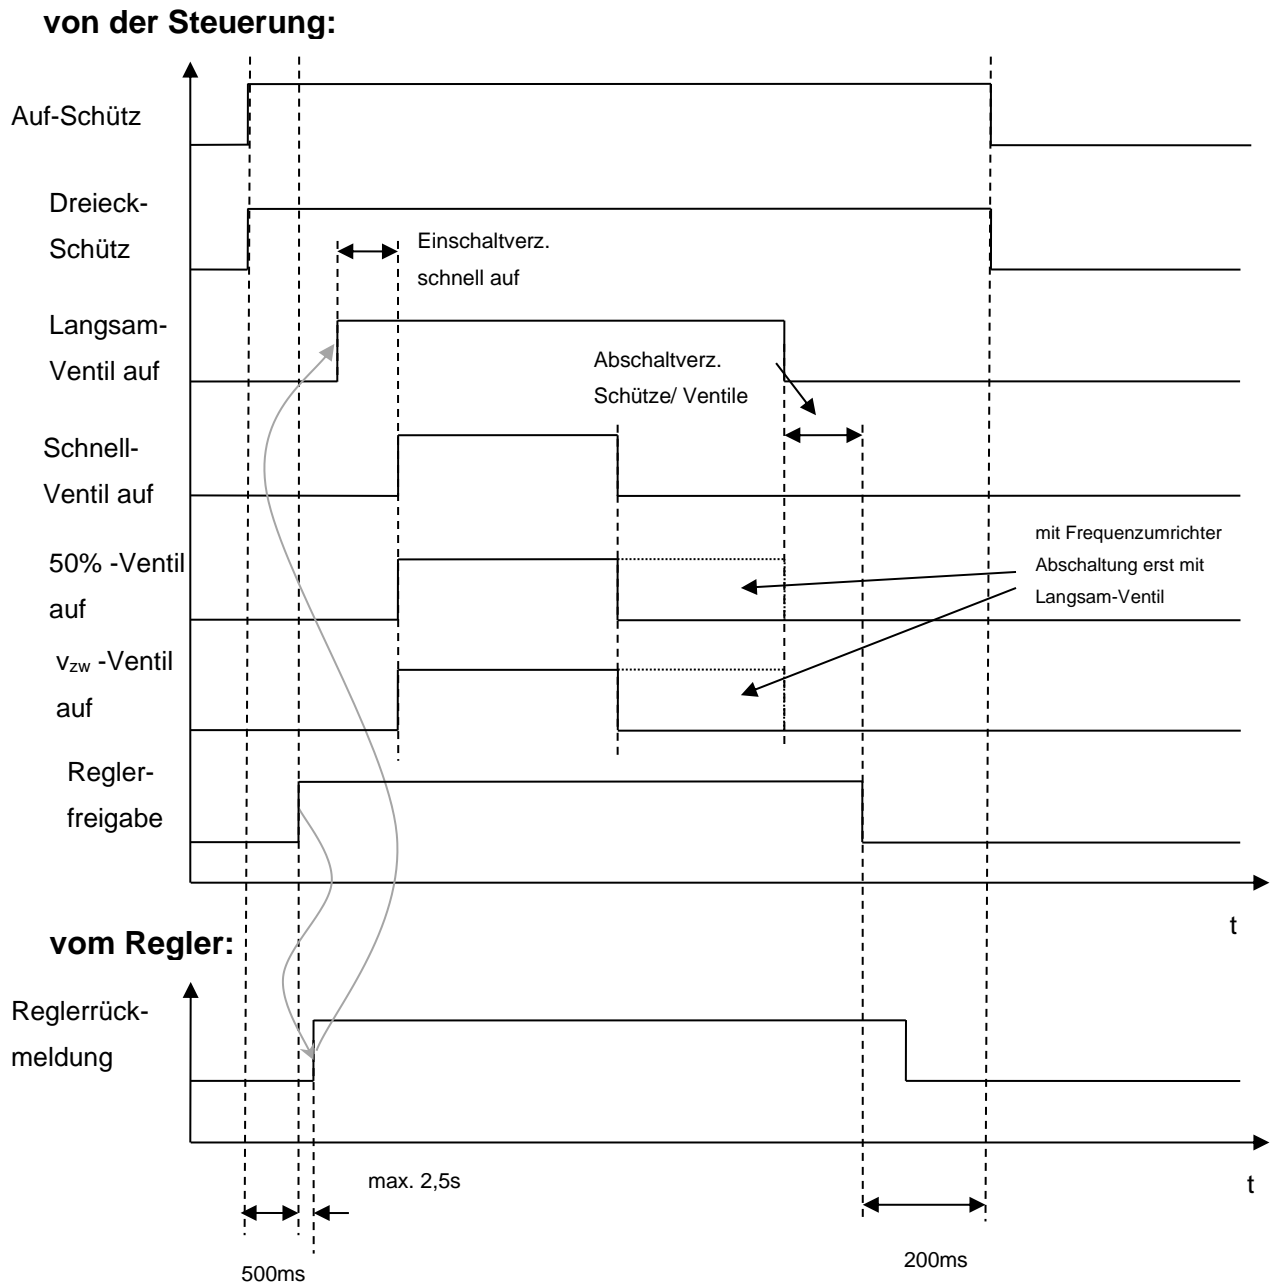 von der Steuerung:
Auf-Schütz
Dreieck-
Schütz
Einschaltverz.
schnell auf
Langsam-
Ventil auf
Abschaltverz.
Schütze/ Ventile
Schnell-
Ventil auf
mit Frequenzumrichter
Abschaltung erst mit
Langsam-Ventil
50% -Ventil
auf
vzw -Ventil
auf
Regler-
freigabe
t
vom Regler:
Reglerrück-
meldung
t
max. 2,5s
500ms
200ms